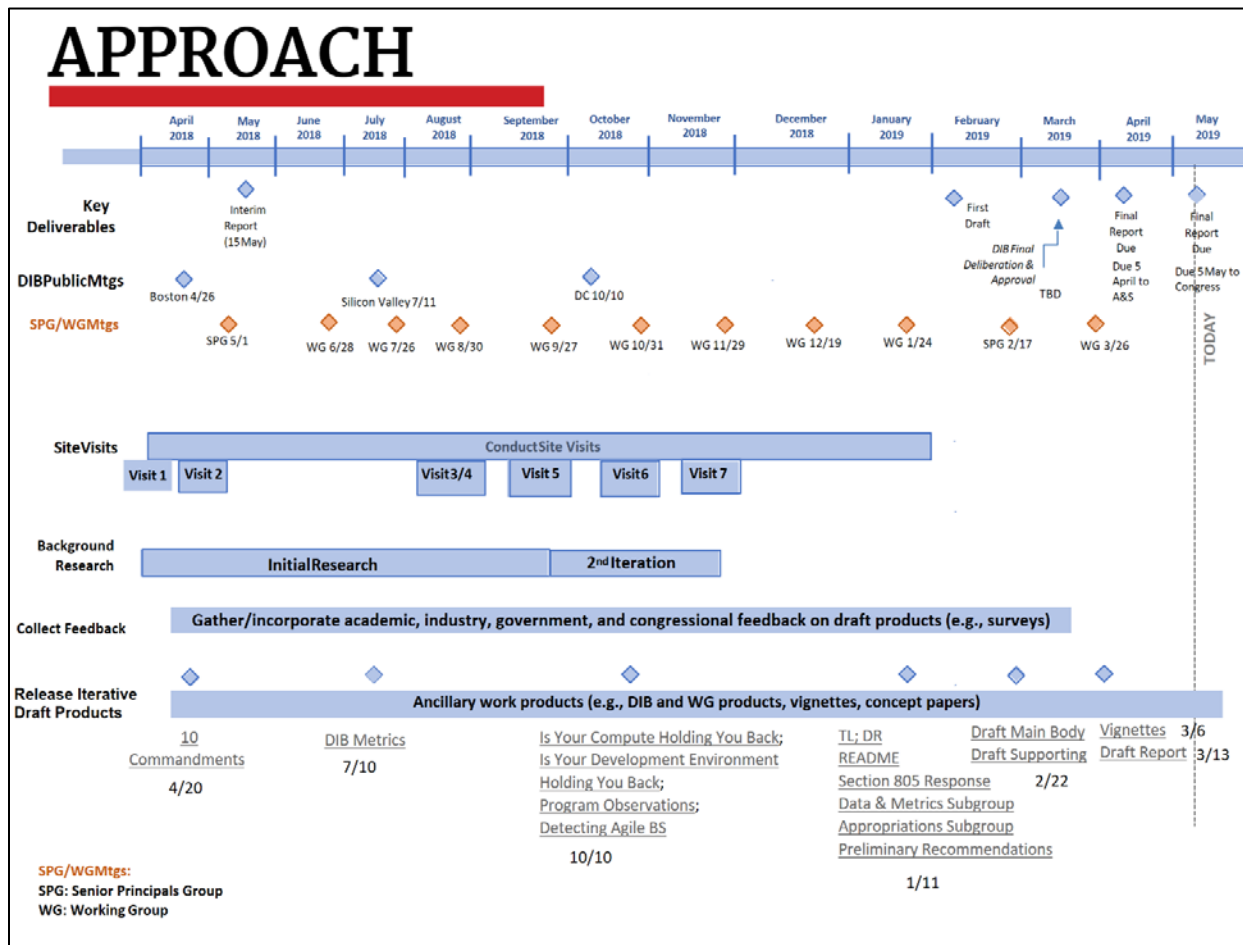 APPROACH
April 2018
May 2018
June 2018
July 2018
August 2018
September 2018
October 2018
November 2018
December 2018
January 2019
February 2019
March 2019
April 2019
May 2019
Key
Deliverables
Interim
Report
(15 May)
First
Draft
DIB Final
Deliberation &
Approval
TBD
Final
Report
Due
Due 5
April to
A&S
Final
Report
Due
Due 5 May to
Congress
TODAY
DIBPublicMtgs
Boston 4/26
Silicon Valley 7/11
DC 10/10
SPG/WGMtgs
SPG 5/1
WG 6/28
WG 7/26
WG 8/30
WG 9/27
WG 10/31
WG 11/29
WG 12/19
WG 1/24
SPG 2/17
WG 3/26
SiteVisits
ConductSite Visits
Visit 1
Visit 2
Visit3/4
Visit 5
Visit6
Visit 7
Background
Research
InitialResearch
2nd Iteration
Collect Feedback
Gather/incorporate academic, industry, government, and congressional feedback on draft products (e.g., surveys)
Release Iterative
Draft Products
Ancillary work products (e.g., DIB and WG products, vignettes, concept papers)
10
Commandments
4/20
DIB Metrics
7/10
Is Your Compute Holding You Back;
Is Your Development Environment
Holding You Back;
Program Observations;
Detecting Agile BS
10/10
TL; DR
README
Section 805 Response
Data & Metrics Subgroup
Appropriations Subgroup
Preliminary Recommendations
1/11
Draft Main Body
Draft Supporting
2/22
Vignettes 3/6
Draft Report 3/13
SPG/WGMtgs:
SPG: Senior Principals Group
WG: Working Group